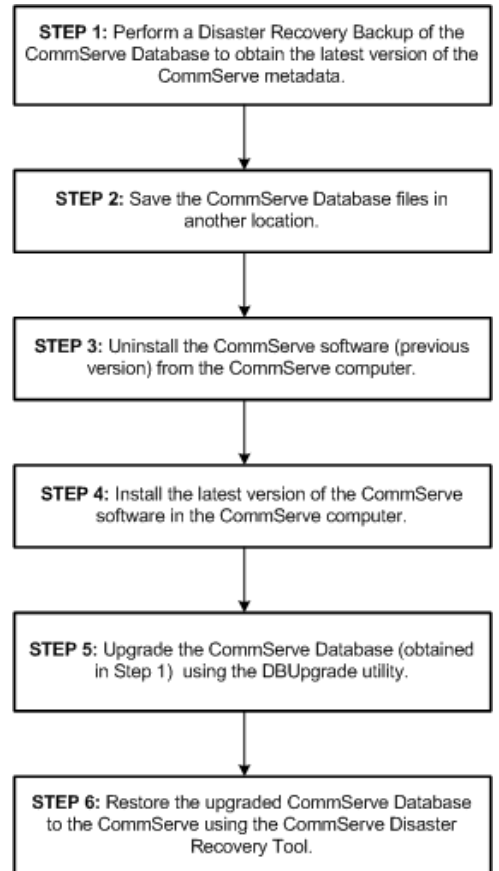 STEP 1: Perform a Disaster Recovery Backup of the
CommServe Database to obtain the latest version of the
CommServe metadata.
STEP 2: Save the CommServe Database files in
another location.
STEP 3: Uninstall the CommServe software (previous
version) from the CommServe computer.
STEP 4: Install the latest version of the CommServe
software in the CommServe computer.
STEP 5: Upgrade the CommServe Database (obtained
in Step 1) using the DBUpgrade utility.
STEP 6: Restore the upgraded CommServe Database
to the CommServe using the CommServe Disaster
Recovery Tool.